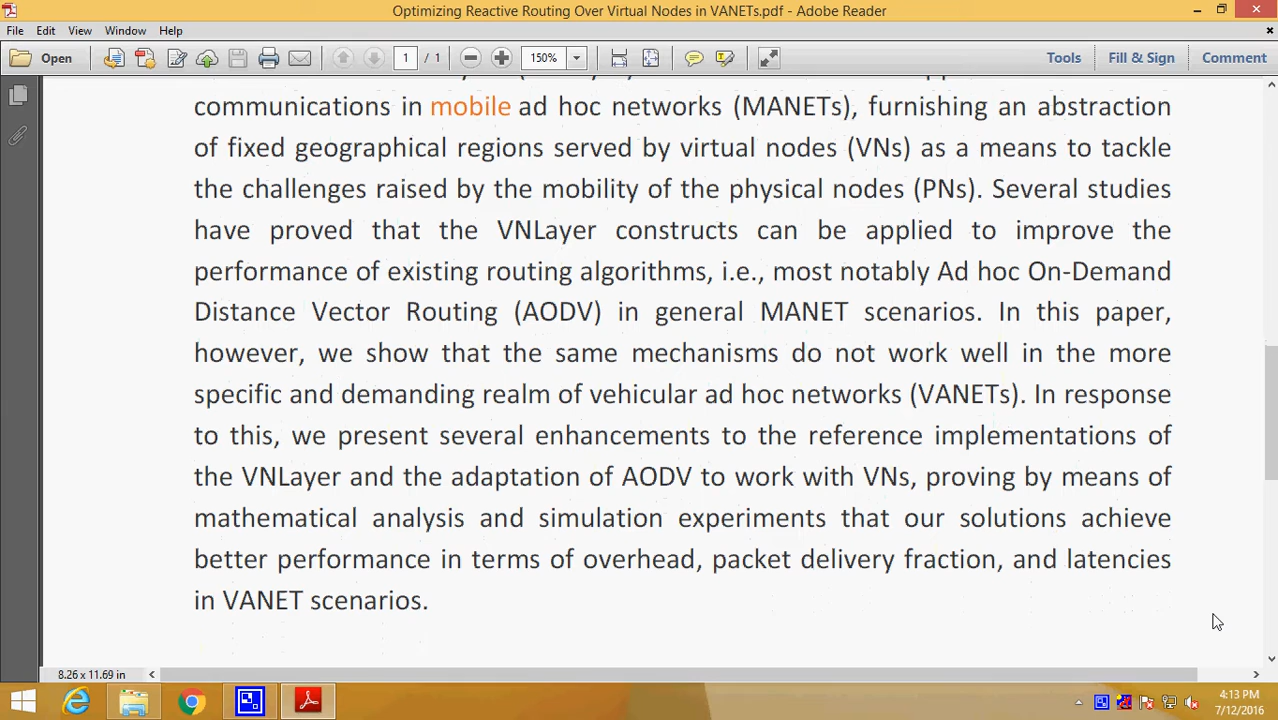 Optimizing Reactive Routing Over Virtual Nodes in VANETs.pdf - Adobe Reader
File Edit View Window Help
Open 1 / 1 150% Tools Fill & Sign Comment
communications in mobile ad hoc networks (MANETs), furnishing an abstraction
of fixed geographical regions served by virtual nodes (VNs) as a means to tackle
the challenges raised by the mobility of the physical nodes (PNs). Several studies
have proved that the VNLayer constructs can be applied to improve the
performance of existing routing algorithms, i.e., most notably Ad hoc On-Demand
Distance Vector Routing (AODV) in general MANET scenarios. In this paper,
however, we show that the same mechanisms do not work well in the more
specific and demanding realm of vehicular ad hoc networks (VANETs). In response
to this, we present several enhancements to the reference implementations of
the VNLayer and the adaptation of AODV to work with VNs, proving by means of
mathematical analysis and simulation experiments that our solutions achieve
better performance in terms of overhead, packet delivery fraction, and latencies
in VANET scenarios.
8.26 x 11.69 in
4:13 PM
7/12/2016